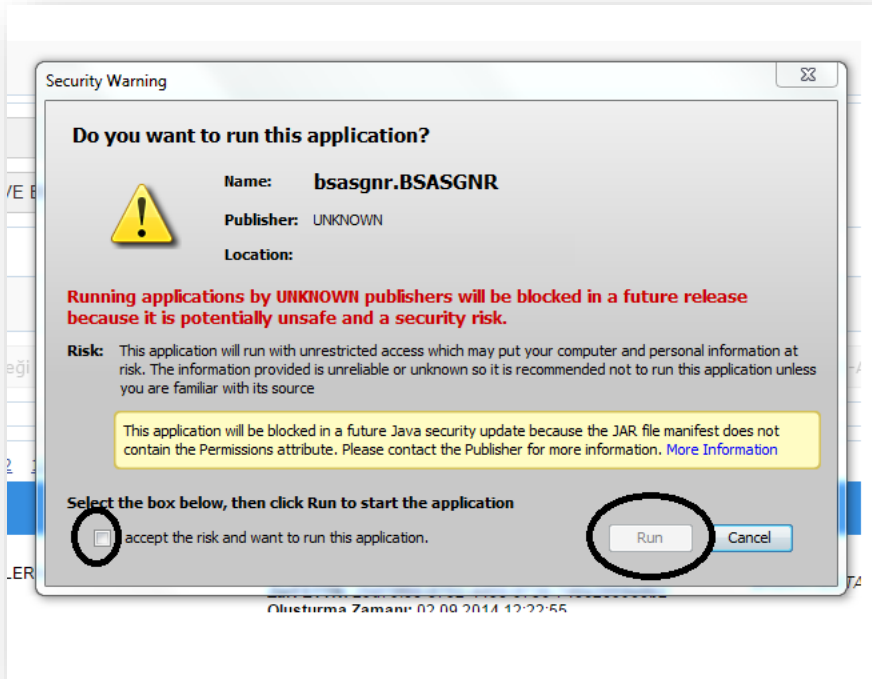 Security Warning
Do you want to run this application?
Name: bsasgnr.BSASGNR
Publisher: UNKNOWN
Location:
Running applications by UNKNOWN publishers will be blocked in a future release
because it is potentially unsafe and a security risk.
Risk: This application will run with unrestricted access which may put your computer and personal information at
risk. The information provided is unreliable or unknown so it is recommended not to run this application unless
you are familiar with its source
This application will be blocked in a future Java security update because the JAR file manifest does not
contain the Permissions attribute. Please contact the Publisher for more information. More Information
Select the box below, then click Run to start the application
accept the risk and want to run this application.
Run Cancel
Oluşturma Zamanı: 02.09.2014 12:22:55